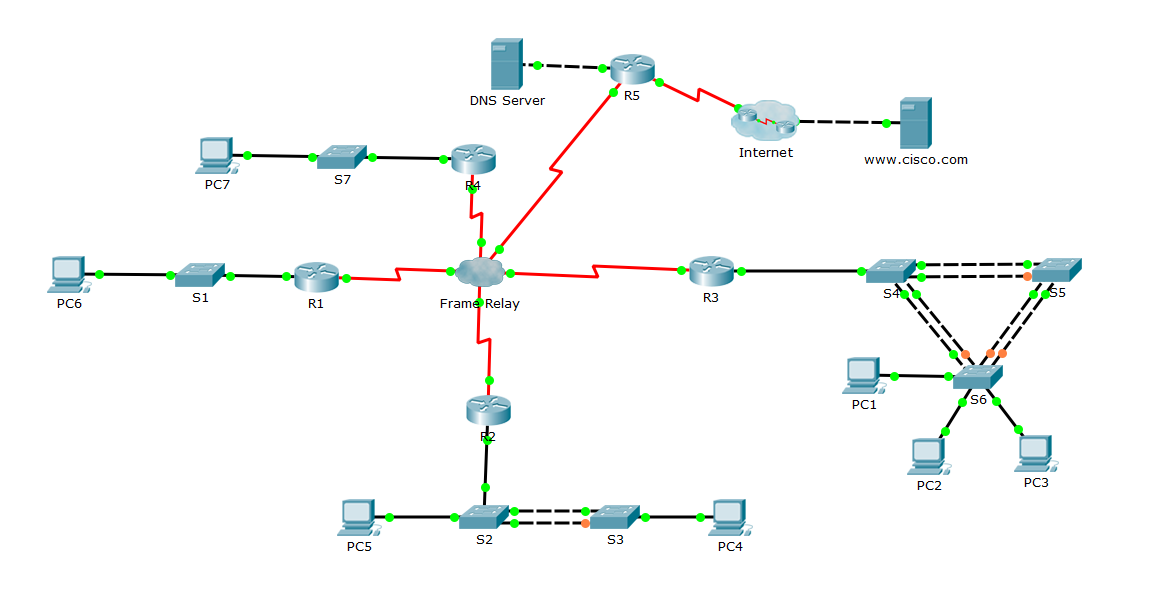 DNS Server
R5
Internet
www.cisco.com
PC7
S7
R4
PC6
S1
R1
Frame Relay
R3
S4
S5
PC1
S6
R2
PC2
PC3
PC5
S2
S3
PC4